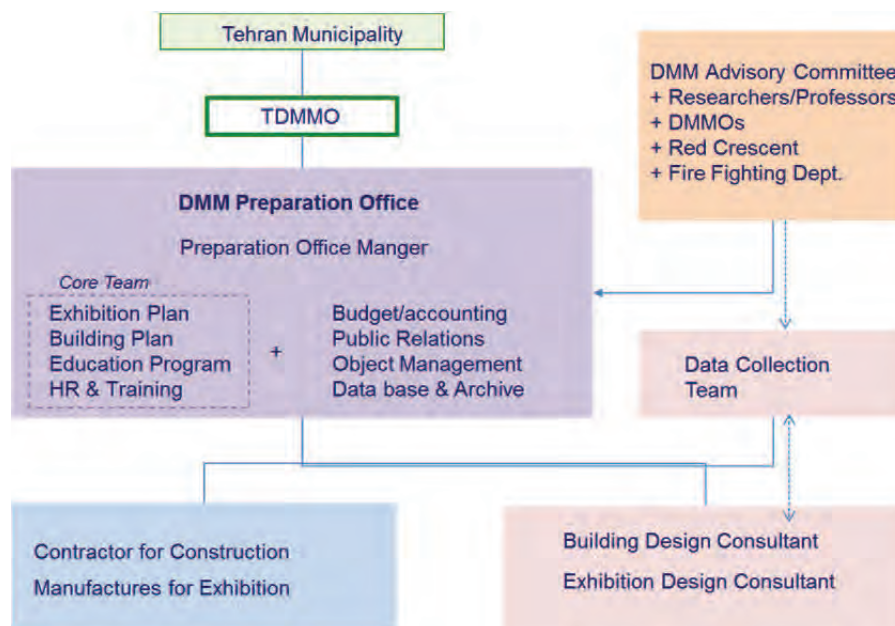 Tehran Municipality
TDMMO
DMM Advisory Committee
+ Researchers/Professors
+ DMMOs
+ Red Crescent
+ Fire Fighting Dept.
DMM Preparation Office
Preparation Office Manger
Core Team
Exhibition Plan
Building Plan
Education Program
HR & Training
+
Budget/accounting
Public Relations
Object Management
Data base & Archive
Data Collection
Team
Contractor for Construction
Manufactures for Exhibition
Building Design Consultant
Exhibition Design Consultant